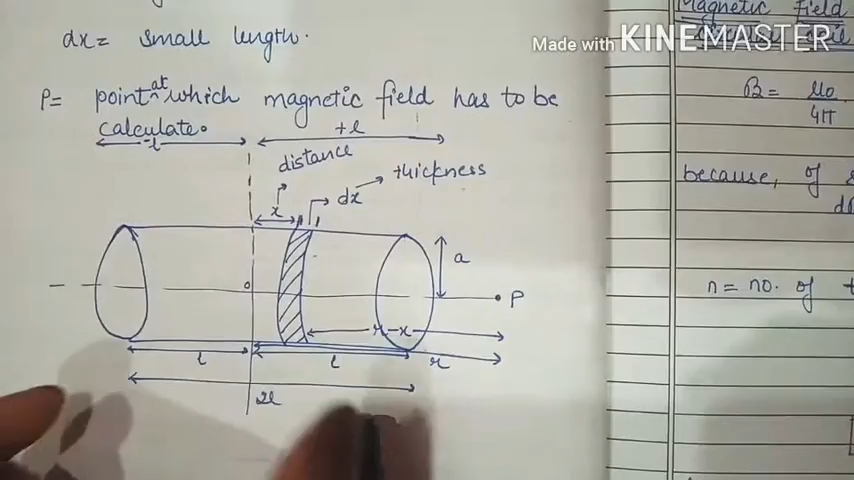 dx= small length.
P= point at which magnetic field has to be
calculate.
-l
+l
distance
thickness
x
dx
a
o
P
r-x
l
l
r
2l
Made with KINEMASTER
Magnetic field
B= μo
4π
because, of
n= no. of